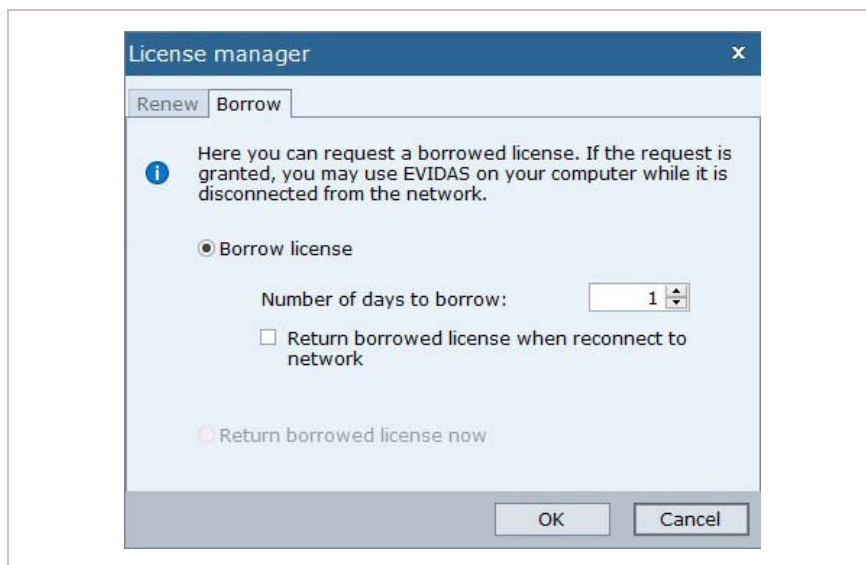 License manager x
Renew Borrow
Here you can request a borrowed license. If the request is
granted, you may use EVIDAS on your computer while it is
disconnected from the network.
Borrow license
Number of days to borrow: 1
Return borrowed license when reconnect to
network
Return borrowed license now
OK Cancel